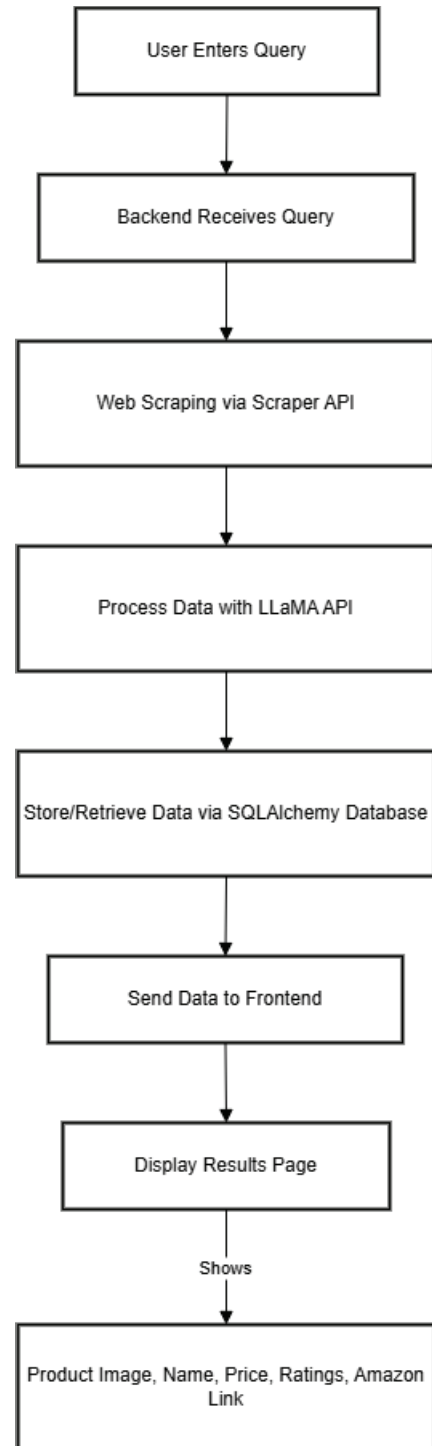 User Enters Query
Backend Receives Query
Web Scraping via Scraper API
Process Data with LLaMA API
Store/Retrieve Data via SQLAlchemy Database
Send Data to Frontend
Display Results Page
Shows
Product Image, Name, Price, Ratings, Amazon
Link